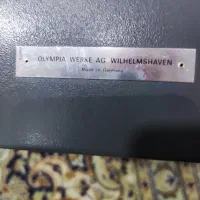 OLYMPIA WERKE AG. WILHELMSHAVEN
Made in Germany